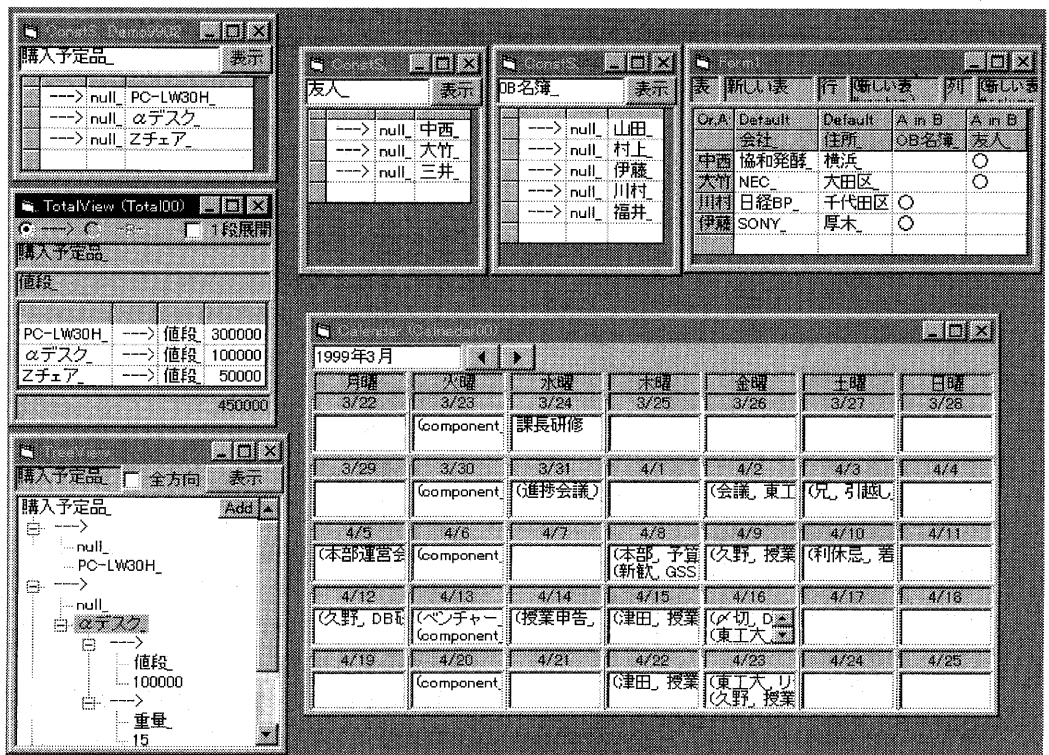 ConstS Demo9902
購入予定品_ 表示
---> null_ PC-LW30H_
---> null_ αデスク_
---> null_ Zチェア_
TotalView (Total00)
---> -R- 1段展開
購入予定品_
値段_
PC-LW30H_ ---> 値段_ 300000
αデスク_ ---> 値段_ 100000
Zチェア_ ---> 値段_ 50000
450000
TreeView
購入予定品_ 全方向 表示
購入予定品_ Add
--->
null_
PC-LW30H_
--->
null_
αデスク_
--->
値段_
100000
--->
重量_
15
ConstS
友人_ 表示
---> null_ 中西_
---> null_ 大竹_
---> null_ 三井_
ConstS
OB名簿_ 表示
---> null_ 山田_
---> null_ 村上_
---> null_ 伊藤_
---> null_ 川村_
---> null_ 福井_
Form1
表 新しい表 行 (新しい表 列 (新しい表
Or,A Default Default A in B A in B
会社_ 住所_ OB名簿_ 友人_
中西 協和発酵_ 横浜_ ○
大竹 NEC_ 大田区_ ○
川村 日経BP_ 千代田区 ○
伊藤 SONY_ 厚木_ ○
Calendar (Calendar00)
1999年3月
月曜 火曜 水曜 木曜 金曜 土曜 日曜
3/22 3/23 3/24 3/25 3/26 3/27 3/28
(component_ 課長研修
3/29 3/30 3/31 4/1 4/2 4/3 4/4
(component_ (進捗会議_) (会議_ 東工 (兄_ 引越し
4/5 4/6 4/7 4/8 4/9 4/10 4/11
(本部運営会 (component_ (本部_ 予算 (久野_ 授業 (利休忌_ 若
(新歓_ GSS
4/12 4/13 4/14 4/15 4/16 4/17 4/18
(久野_ DB研 (ベンチャー_ (授業申告_ (津田_ 授業 (〆切_ D
(component_ (東工大_
4/19 4/20 4/21 4/22 4/23 4/24 4/25
(component_ (津田_ 授業 (東工大_ リ
(久野_ 授業